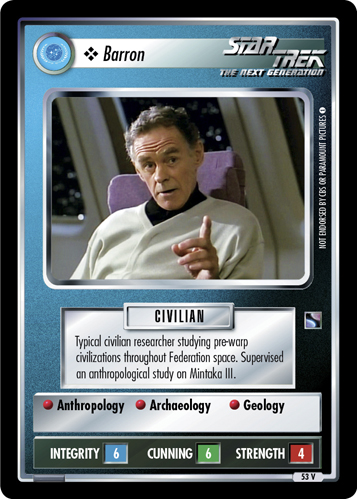 ❖ Barron
STAR TREK
THE NEXT GENERATION
NOT ENDORSED BY CBS OR PARAMOUNT PICTURES
CIVILIAN
Typical civilian researcher studying pre-warp
civilizations throughout Federation space. Supervised
an anthropological study on Mintaka III.
Anthropology Archaeology Geology
INTEGRITY 6 CUNNING 6 STRENGTH 4
53 V